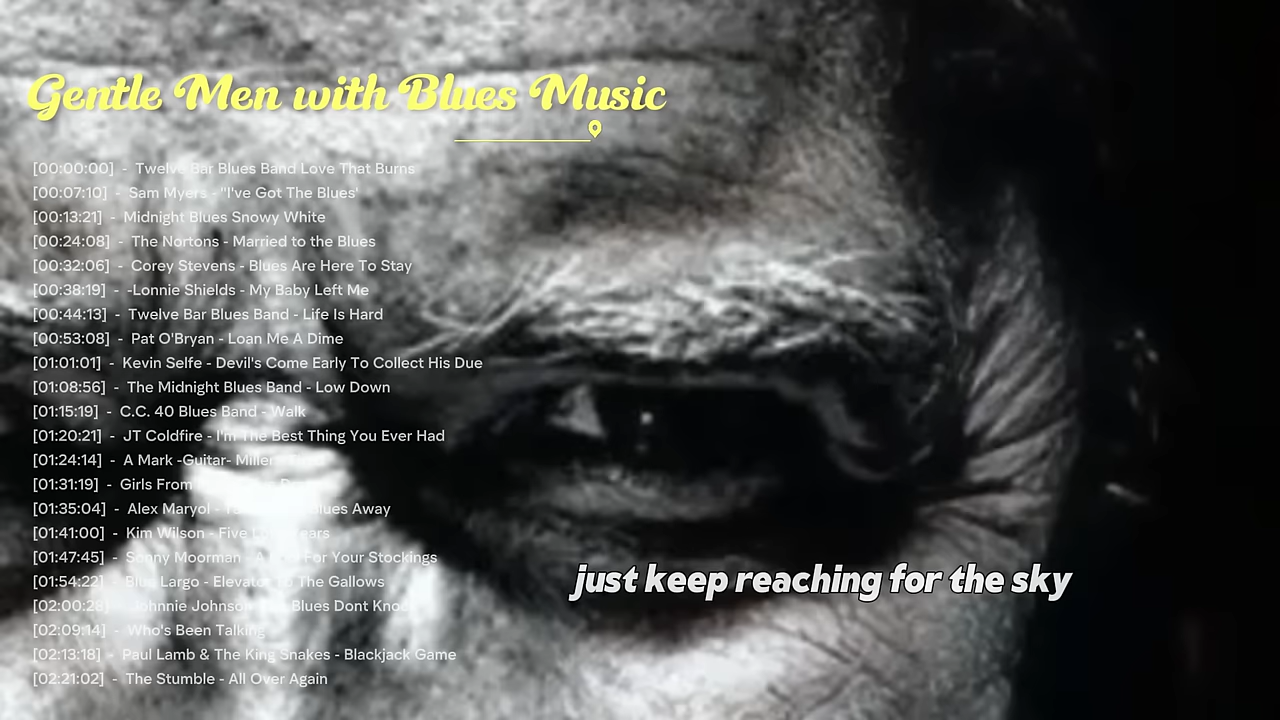 Gentle Men with Blues Music
[00:00:00] - Twelve Bar Blues Band Love That Burns
[00:07:10] - Sam Myers - "I've Got The Blues'
[00:13:21] - Midnight Blues Snowy White
[00:24:08] - The Nortons - Married to the Blues
[00:32:06] - Corey Stevens - Blues Are Here To Stay
[00:38:19] - -Lonnie Shields - My Baby Left Me
[00:44:13] - Twelve Bar Blues Band - Life Is Hard
[00:53:08] - Pat O'Bryan - Loan Me A Dime
[01:01:01] - Kevin Selfe - Devil's Come Early To Collect His Due
[01:08:56] - The Midnight Blues Band - Low Down
[01:15:19] - C.C. 40 Blues Band - Walk
[01:20:21] - JT Coldfire - I'm The Best Thing You Ever Had
[01:24:14] - A Mark -Guitar- Miller
[01:31:19] - Girls From
[01:35:04] - Alex Maryol - Blues Away
[01:41:00] - Kim Wilson - Five Years
[01:47:45] - Sonny Moorman - A For Your Stockings
[01:54:22] - Blue Largo - Elevator To The Gallows
[02:00:28] - Johnnie Johnson Blues Dont Knock
[02:09:14] - Who's Been Talking
[02:13:18] - Paul Lamb & The King Snakes - Blackjack Game
[02:21:02] - The Stumble - All Over Again
just keep reaching for the sky